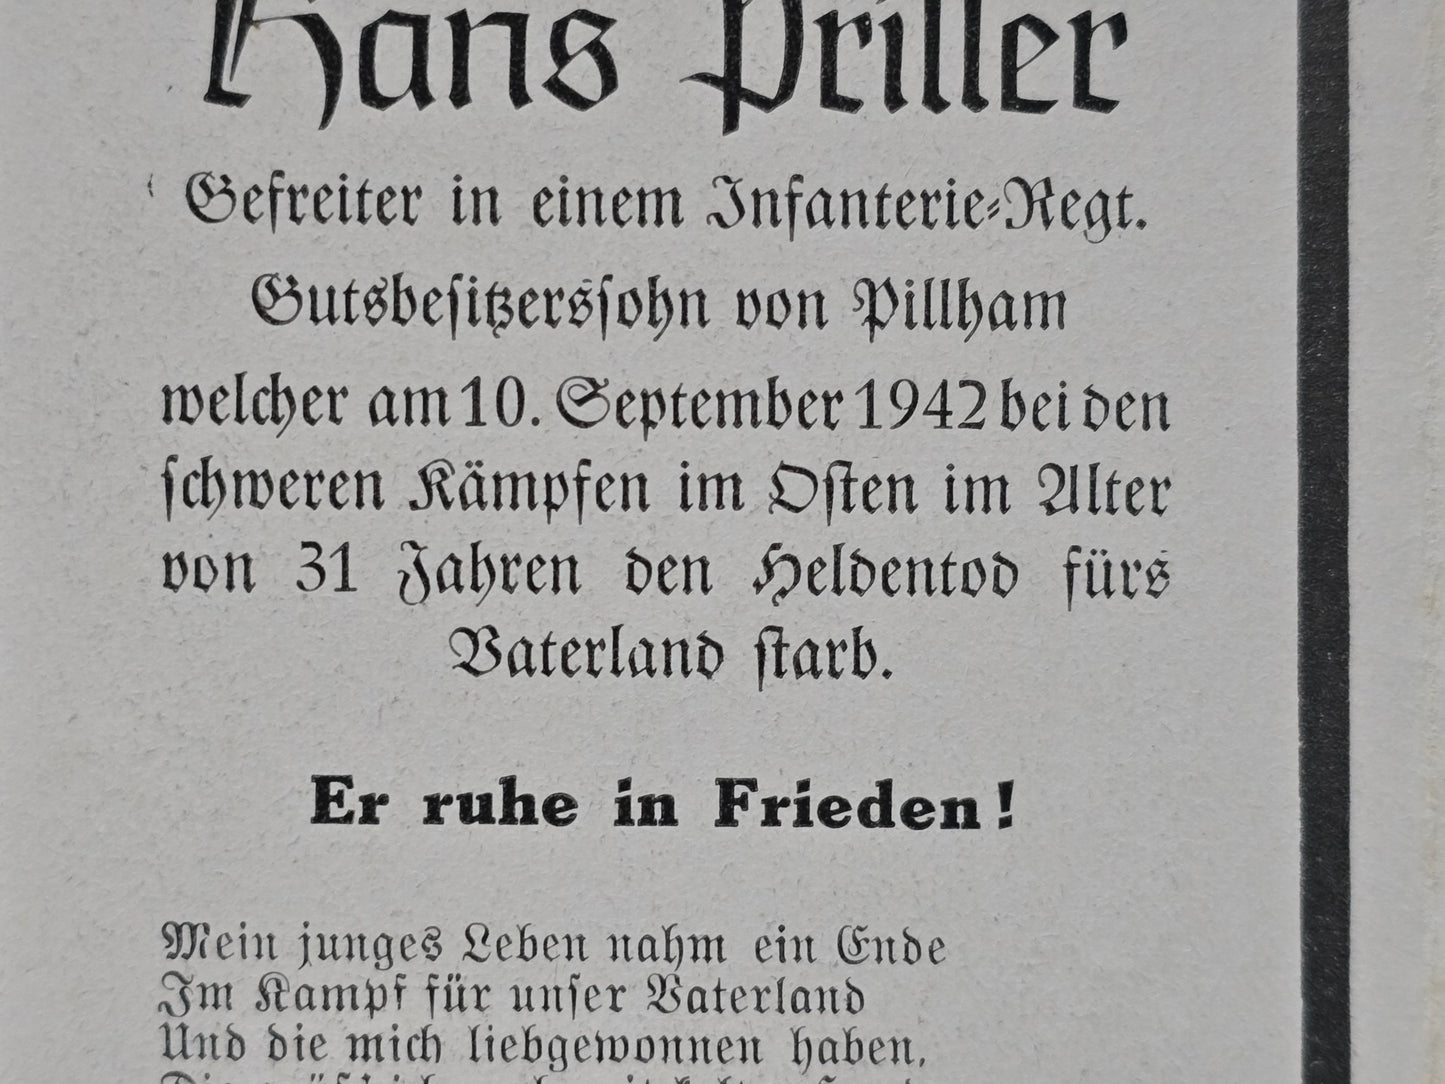 Hans Priller
Gefreiter in einem Infanterie-Regt.
Gutsbesitzerssohn von Pillham
welcher am 10. September 1942 bei den
schweren Kämpfen im Osten im Alter
von 31 Jahren den Heldentod fürs
Vaterland starb.
Er ruhe in Frieden!
Mein junges Leben nahm ein Ende
Im Kampf für unser Vaterland
Und die mich liebgewonnen haben,